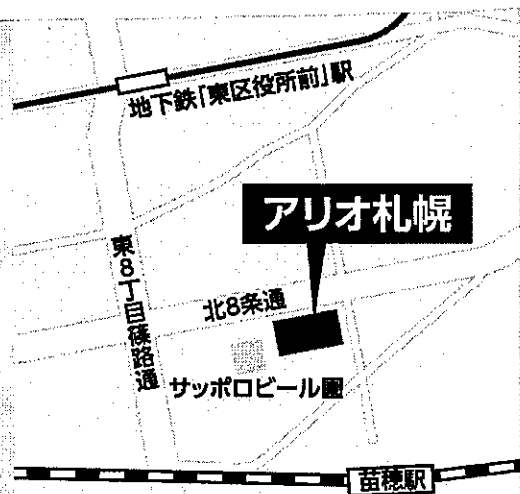 地下鉄「東区役所前」駅
アリオ札幌
東8丁目篠路通
北8条通
サッポロビール園
苗穂駅